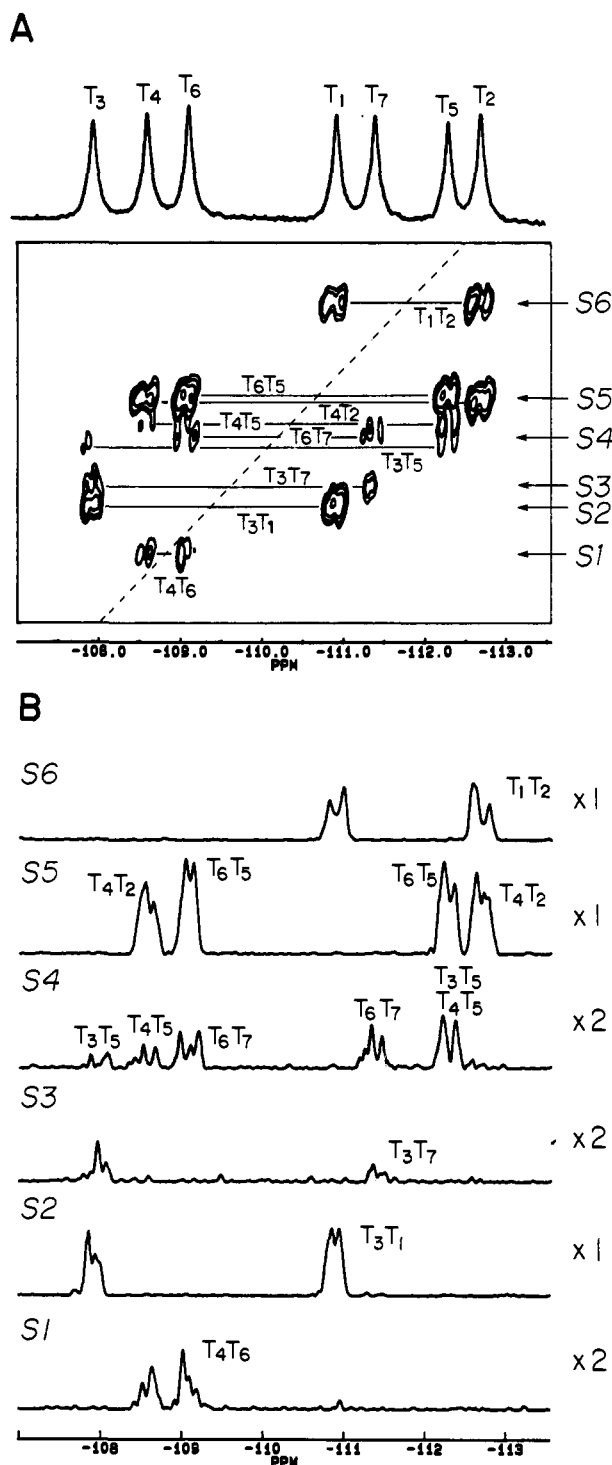 A
T3 T4 T6 T1 T7 T5 T2
S6
T1T2
T6T5
S5
T4T5 T4T2
T6T7
S4
T3T5
T3T7
S3
T3T1
S2
S1
T4T6
-108.0 -109.0 -110.0 -111.0 -112.0 -113.0
PPM
B
S6
T1T2
x1
S5
T4T2 T6T5 T6T5 T4T2
x1
S4
T3T5
T3T5 T4T5 T6T7 T6T7 T4T5
x2
S3
T3T7
x2
S2
T3T1
x1
S1
T4T6
x2
-108 -109 -110 -111 -112 -113
PPM